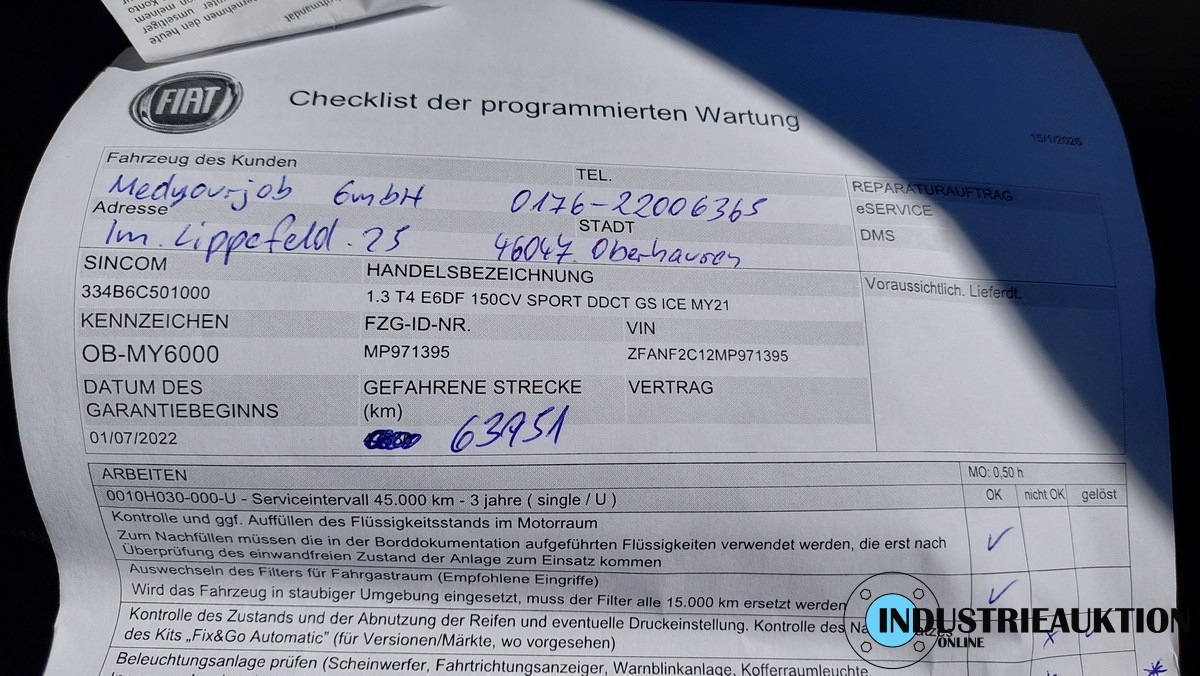 chmandat
n meinem
Konto
nter unseitiger
nehmen den heute
FIAT
Checklist der programmierten Wartung
15/1/2026
Fahrzeug des Kunden
TEL.
Medyourjob GmbH 0176-22006365
Adresse
STADT
Im. Lippefeld. 25 46047. Oberhausen
REPARATURAUFTRAG
eSERVICE
DMS
SINCOM
HANDELSBEZEICHNUNG
334B6C501000
1.3 T4 E6DF 150CV SPORT DDCT GS ICE MY21
Voraussichtlich. Lieferdt.
KENNZEICHEN
FZG-ID-NR.
VIN
OB-MY6000
MP971395
ZFANF2C12MP971395
DATUM DES
GARANTIEBEGINNS
GEFAHRENE STRECKE
(km)
VERTRAG
01/07/2022
63951
ARBEITEN
MO: 0,50 h
0010H030-000-U - Serviceintervall 45.000 km - 3 jahre ( single / U )
OK nicht OK gelöst
Kontrolle und ggf. Auffüllen des Flüssigkeitsstands im Motorraum
Zum Nachfüllen müssen die in der Borddokumentation aufgeführten Flüssigkeiten verwendet werden, die erst nach
Überprüfung des einwandfreien Zustand der Anlage zum Einsatz kommen
Auswechseln des Filters für Fahrgastraum (Empfohlene Eingriffe)
Wird das Fahrzeug in staubiger Umgebung eingesetzt, muss der Filter alle 15.000 km ersetzt werden
Kontrolle des Zustands und der Abnutzung der Reifen und eventuelle Druckeinstellung. Kontrolle des
des Kits „Fix&Go Automatic" (für Versionen/Märkte, wo vorgesehen)
Beleuchtungsanlage prüfen (Scheinwerfer, Fahrtrichtungsanzeiger, Warnblinkanlage, Kofferraumleuchte,
INDUSTRIEAUKTION
ONLINE